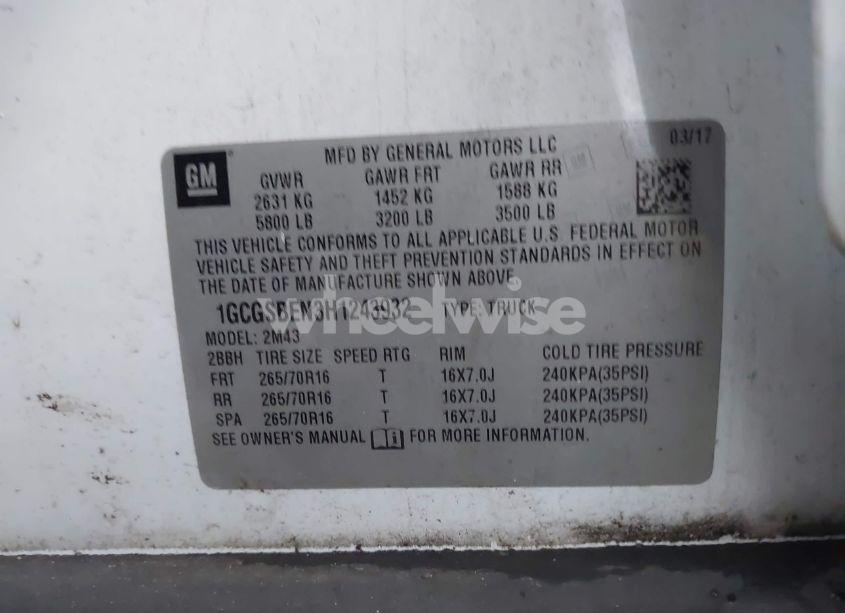 03/17
MFD BY GENERAL MOTORS LLC
GM
GVWR GAWR FRT GAWR RR
2631 KG 1452 KG 1588 KG
5800 LB 3200 LB 3500 LB
THIS VEHICLE CONFORMS TO ALL APPLICABLE U.S. FEDERAL MOTOR
VEHICLE SAFETY AND THEFT PREVENTION STANDARDS IN EFFECT ON
THE DATE OF MANUFACTURE SHOWN ABOVE.
1GCGSBEN3H1243932 TYPE: TRUCK
wheelwise
MODEL: 2M43
2BBH TIRE SIZE SPEED RTG RIM COLD TIRE PRESSURE
FRT 265/70R16 T 16X7.0J 240KPA(35PSI)
RR 265/70R16 T 16X7.0J 240KPA(35PSI)
SPA 265/70R16 T 16X7.0J 240KPA(35PSI)
SEE OWNER'S MANUAL FOR MORE INFORMATION.